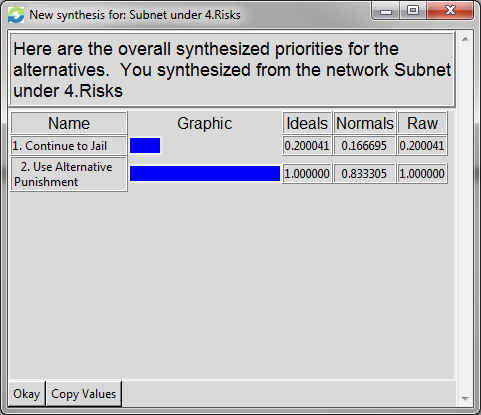 New synthesis for: Subnet under 4.Risks
Here are the overall synthesized priorities for the
alternatives.  You synthesized from the network Subnet
under 4.Risks
Name Graphic Ideals Normals Raw
1. Continue to Jail 0.200041 0.166695 0.200041
2. Use Alternative
Punishment 1.000000 0.833305 1.000000
Okay Copy Values